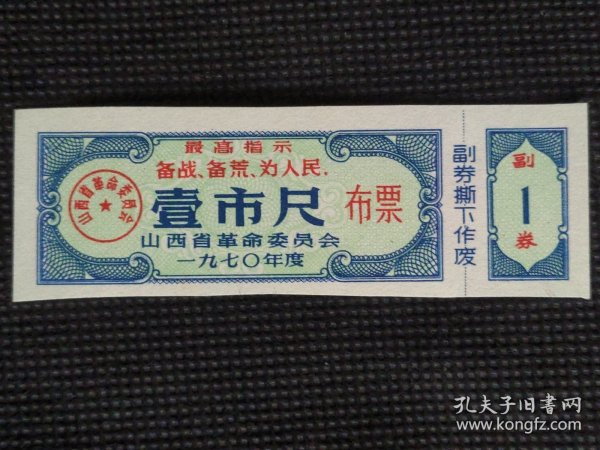 最高指示
备战、备荒、为人民.
山西省革命委员会
壹市尺
布票
山西省革命委员会
一九七〇年度
副券撕下作废
副
1
券
孔夫子旧书网
www.kongfz.com